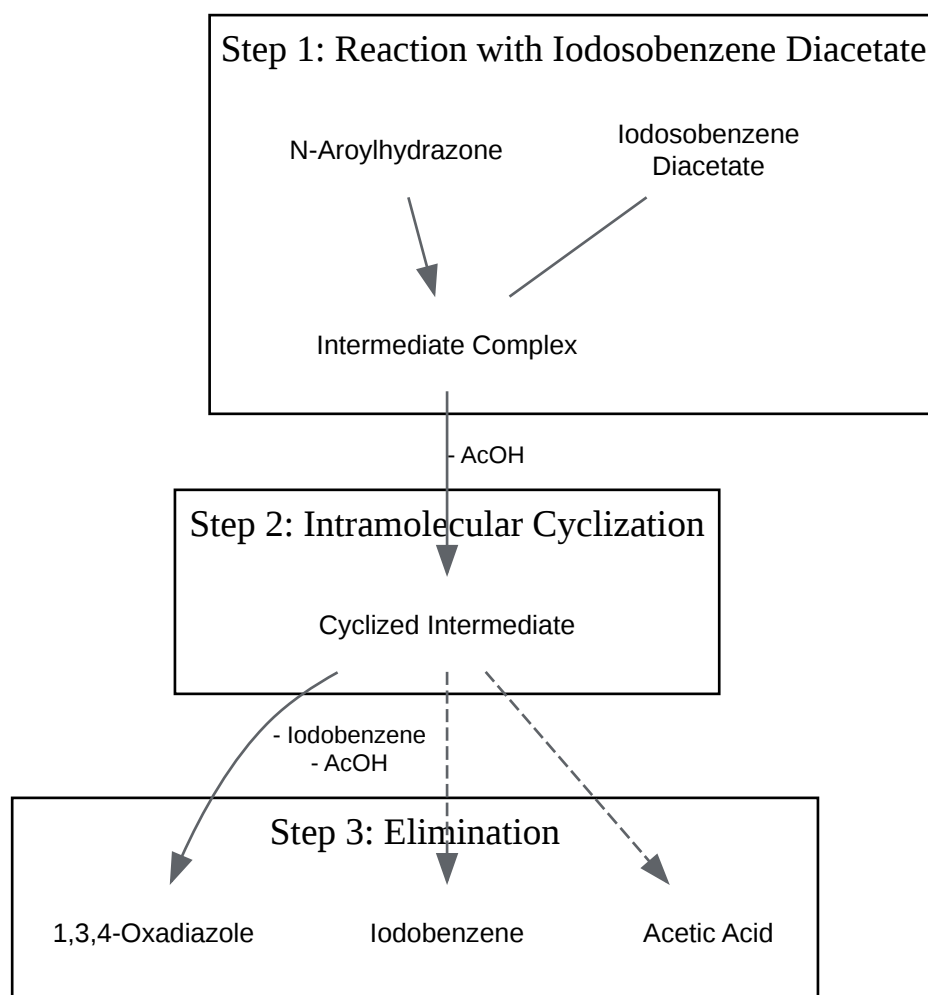 Step 1: Reaction with Iodosobenzene Diacetate
N-Aroylhydrazone
Iodosobenzene
Diacetate
Intermediate Complex
- AcOH
Step 2: Intramolecular Cyclization
Cyclized Intermediate
- Iodobenzene
- AcOH
Step 3: Elimination
1,3,4-Oxadiazole
Iodobenzene
Acetic Acid